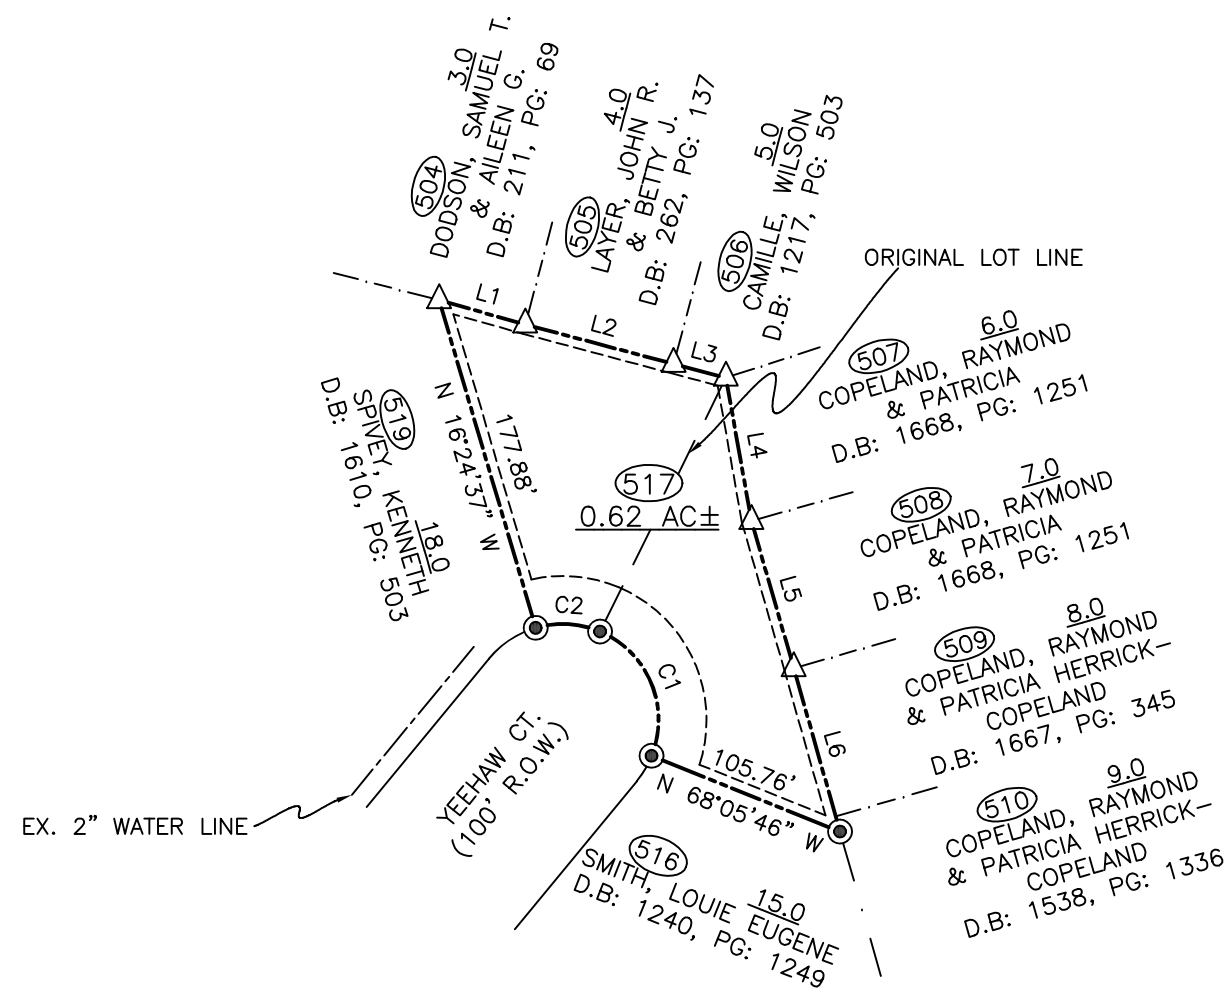 3.0
504
DODSON, SAMUEL T.
& AILEEN G.
D.B: 211, PG: 69
4.0
505
LAYER, JOHN R.
& BETTY J.
D.B: 262, PG: 137
5.0
506
CAMILLE, WILSON
D.B: 1217, PG: 503
ORIGINAL LOT LINE
L1
L2
L3
6.0
507
COPELAND, RAYMOND
& PATRICIA
D.B: 1668, PG: 1251
L4
519
18.0
SPIVEY, KENNETH
D.B: 1610, PG: 503
N 16°24'37" W
177.88'
517
0.62 AC±
7.0
508
COPELAND, RAYMOND
& PATRICIA
D.B: 1668, PG: 1251
L5
C2
C1
8.0
509
COPELAND, RAYMOND
& PATRICIA HERRICK-
COPELAND
D.B: 1667, PG: 345
L6
YEEHAW CT.
(100' R.O.W.)
105.76'
N 68°05'46" W
9.0
510
COPELAND, RAYMOND
& PATRICIA HERRICK-
COPELAND
D.B: 1538, PG: 1336
EX. 2" WATER LINE
516
15.0
SMITH, LOUIE EUGENE
D.B: 1240, PG: 1249